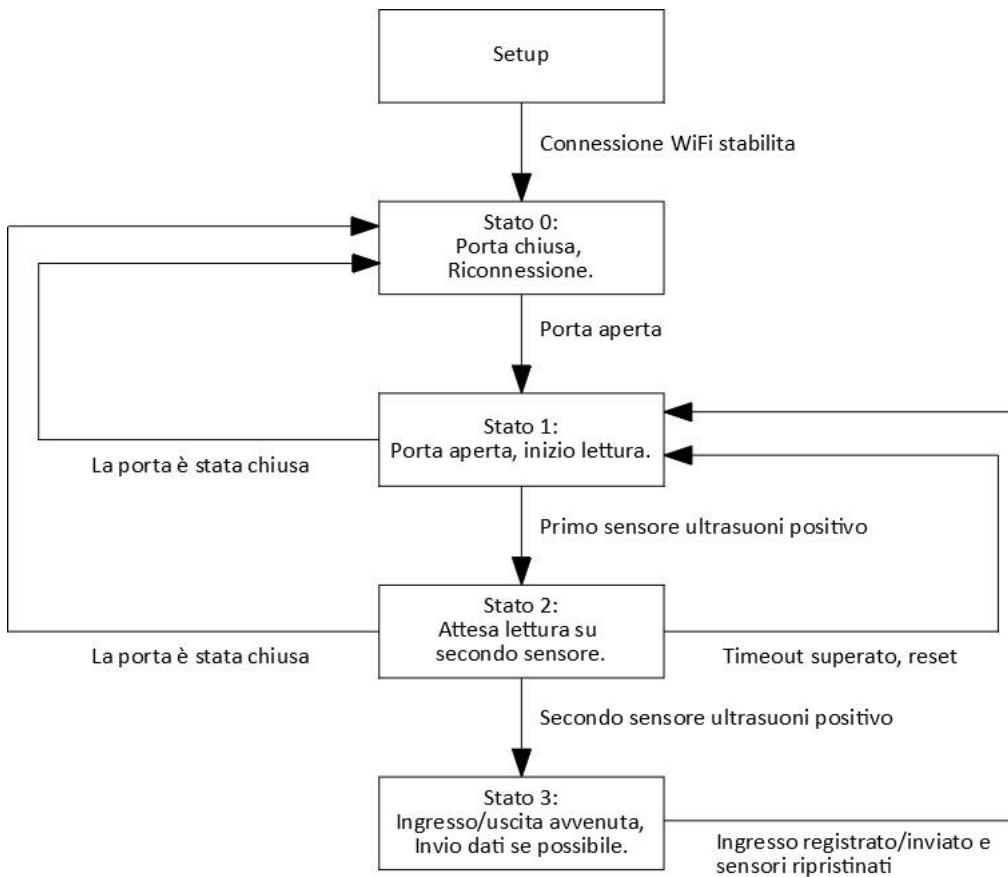 Setup
Connessione WiFi stabilita
Stato 0:
Porta chiusa,
Riconnessione.
Porta aperta
Stato 1:
Porta aperta, inizio lettura.
La porta è stata chiusa
Primo sensore ultrasuoni positivo
Stato 2:
Attesa lettura su
secondo sensore.
La porta è stata chiusa
Timeout superato, reset
Secondo sensore ultrasuoni positivo
Stato 3:
Ingresso/uscita avvenuta,
Invio dati se possibile.
Ingresso registrato/inviato e
sensori ripristinati